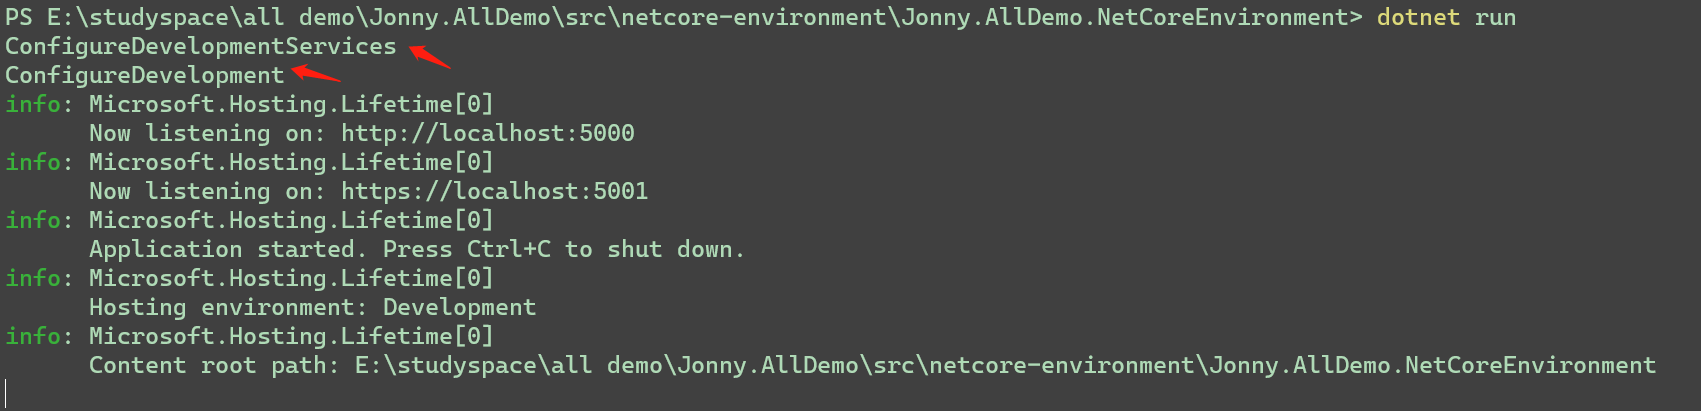 PS E:\studyspace\all demo\Jonny.AllDemo\src\netcore-environment\Jonny.AllDemo.NetCoreEnvironment> dotnet run
ConfigureDevelopmentServices
ConfigureDevelopment
info: Microsoft.Hosting.Lifetime[0]
      Now listening on: http://localhost:5000
info: Microsoft.Hosting.Lifetime[0]
      Now listening on: https://localhost:5001
info: Microsoft.Hosting.Lifetime[0]
      Application started. Press Ctrl+C to shut down.
info: Microsoft.Hosting.Lifetime[0]
      Hosting environment: Development
info: Microsoft.Hosting.Lifetime[0]
      Content root path: E:\studyspace\all demo\Jonny.AllDemo\src\netcore-environment\Jonny.AllDemo.NetCoreEnvironment